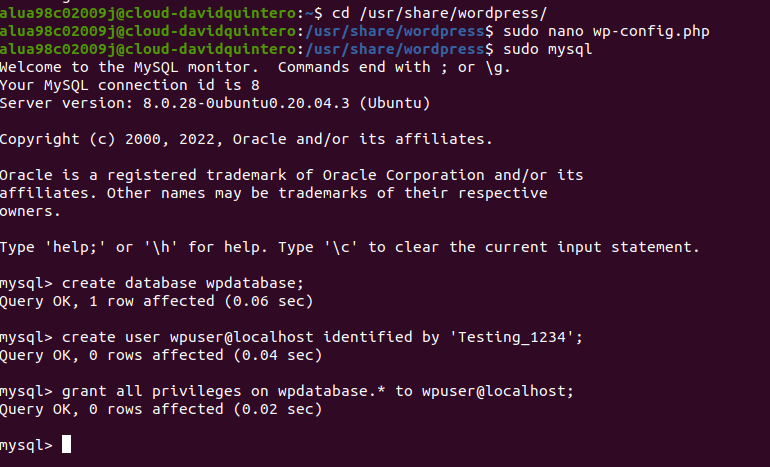 alua98c02009j@cloud-davidquintero:~$ cd /usr/share/wordpress/
alua98c02009j@cloud-davidquintero:/usr/share/wordpress$ sudo nano wp-config.php
alua98c02009j@cloud-davidquintero:/usr/share/wordpress$ sudo mysql
Welcome to the MySQL monitor.  Commands end with ; or \g.
Your MySQL connection id is 8
Server version: 8.0.28-0ubuntu0.20.04.3 (Ubuntu)
Copyright (c) 2000, 2022, Oracle and/or its affiliates.
Oracle is a registered trademark of Oracle Corporation and/or its
affiliates. Other names may be trademarks of their respective
owners.
Type 'help;' or '\h' for help. Type '\c' to clear the current input statement.
mysql> create database wpdatabase;
Query OK, 1 row affected (0.06 sec)
mysql> create user wpuser@localhost identified by 'Testing_1234';
Query OK, 0 rows affected (0.04 sec)
mysql> grant all privileges on wpdatabase.* to wpuser@localhost;
Query OK, 0 rows affected (0.02 sec)
mysql>